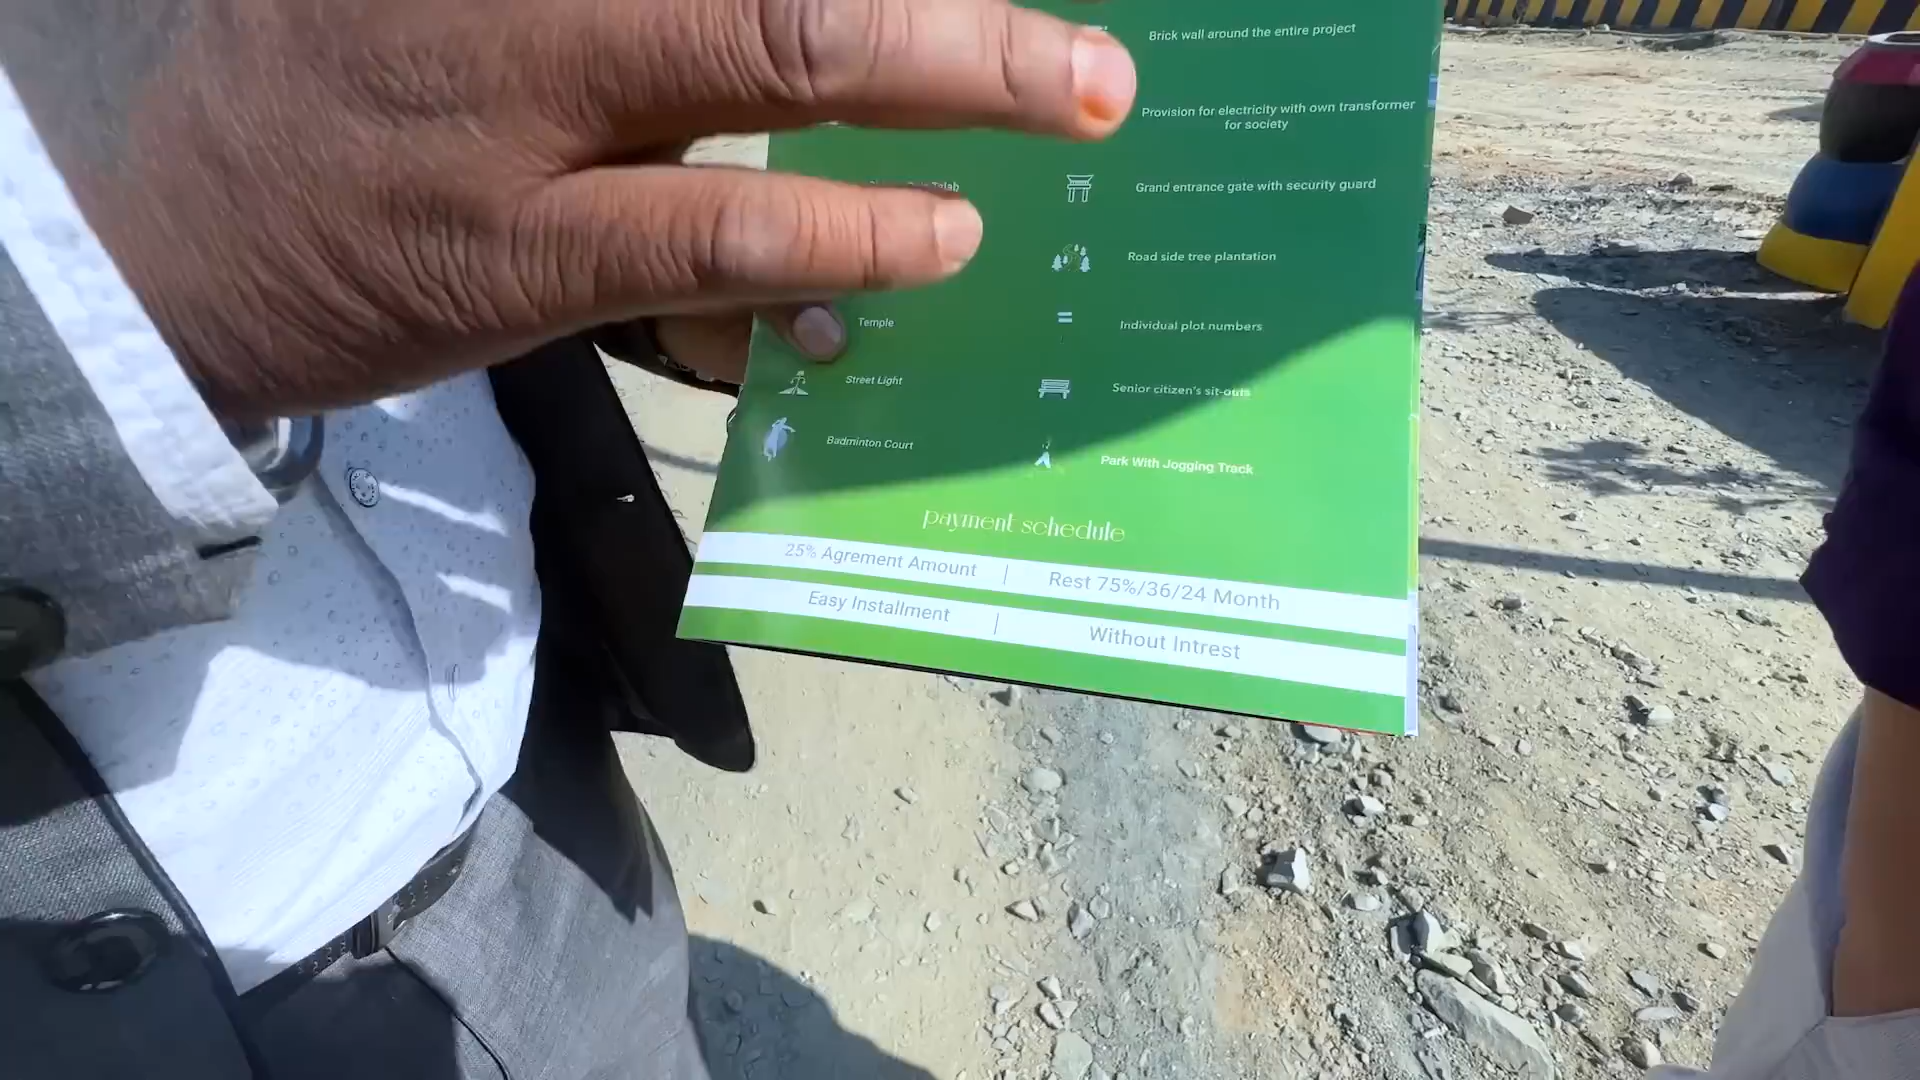 Brick wall around the entire project
Provision for electricity with own transformer
for society
Talab
Grand entrance gate with security guard
Road side tree plantation
Temple
Individual plot numbers
Street Light
Senior citizen's sit-outs
Badminton Court
Park With Jogging Track
payment schedule
25% Agrement Amount | Rest 75%/36/24 Month
Easy Installment | Without Intrest